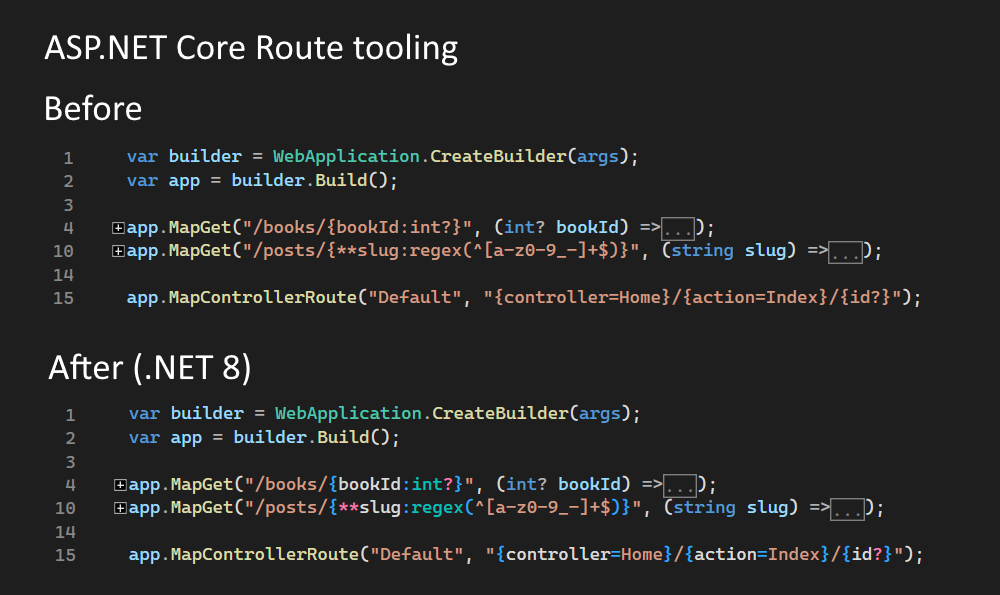 ASP.NET Core Route tooling
Before
1 var builder = WebApplication.CreateBuilder(args);
2 var app = builder.Build();
3
4 app.MapGet("/books/{bookId:int?}", (int? bookId) =>...);
10 app.MapGet("/posts/{**slug:regex(^[a-z0-9_-]+$)}", (string slug) =>...);
14
15 app.MapControllerRoute("Default", "{controller=Home}/{action=Index}/{id?}");
After (.NET 8)
1 var builder = WebApplication.CreateBuilder(args);
2 var app = builder.Build();
3
4 app.MapGet("/books/{bookId:int?}", (int? bookId) =>...);
10 app.MapGet("/posts/{**slug:regex(^[a-z0-9_-]+$)}", (string slug) =>...);
14
15 app.MapControllerRoute("Default", "{controller=Home}/{action=Index}/{id?}");